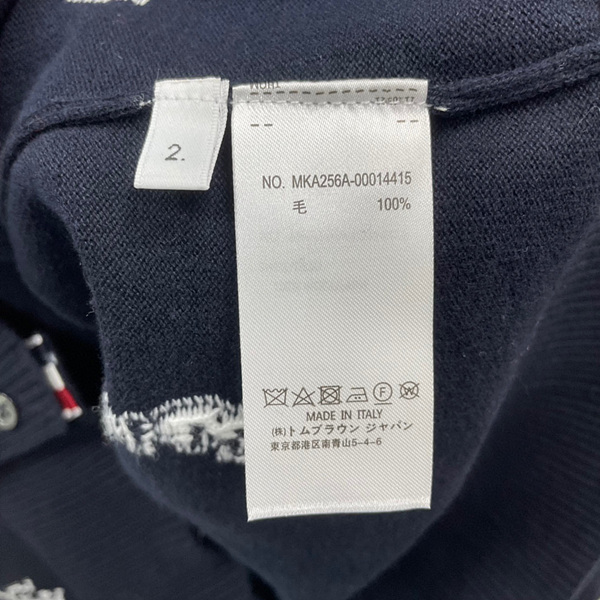 2.
NO. MKA256A-00014415
毛 100%
MADE IN ITALY
(株)トムブラウン ジャパン
東京都港区南青山5-4-6